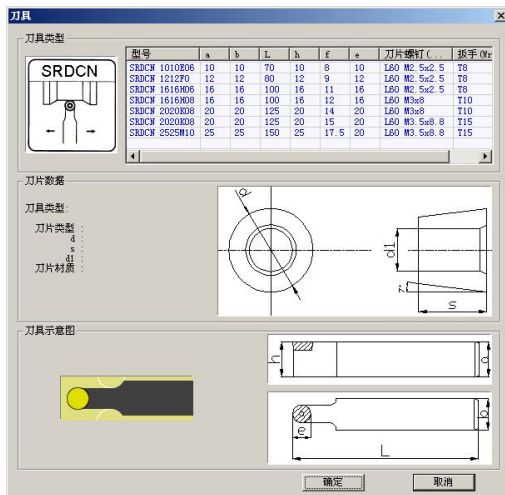 刀具
刀具类型
SRDCN
型号 a b L h f e 刀片螺钉(... 扳手(Wr
SRDCN 1010E06 10 10 70 10 8 10 L60 M2.5x2.5 T8
SRDCN 1212F0 12 12 80 12 9 12 L60 M2.5x2.5 T8
SRDCN 1616H06 16 16 100 16 11 16 L60 M2.5x2.5 T8
SRDCN 1616H08 16 16 100 16 12 16 L60 M3x8 T10
SRDCN 2020K08 20 20 125 20 14 20 L60 M3x8 T10
SRDCN 2020K08 20 20 125 20 15 20 L60 M3.5x8.8 T15
SRDCN 2525M10 25 25 150 25 17.5 25 L60 M3.5x8.8 T15
刀片数据
刀具类型:
刀片类型 :
d :
s :
d1 :
刀片材质 :
d
d1
r
s
刀具示意图
h
a
e
b
L
确定
取消